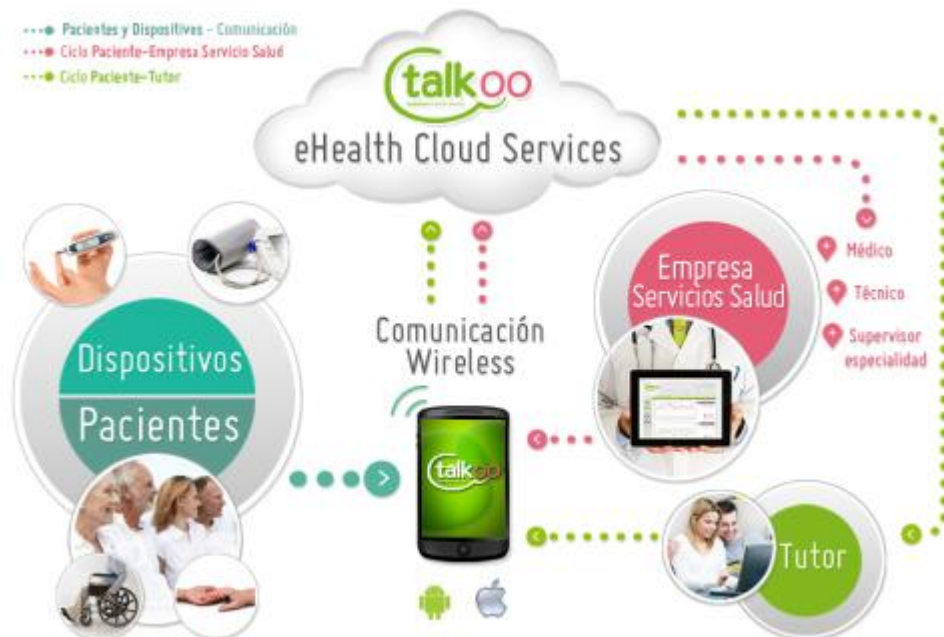 Pacientes y Dispositivos - Comunicación
Ciclo Paciente-Empresa Servicio Salud
Ciclo Paciente-Tutor
talkoo
eHealth Cloud Services
Empresa
Servicios Salud
Médico
Técnico
Supervisor
especialidad
Comunicación
Wireless
Dispositivos
Pacientes
talkoo
Tutor